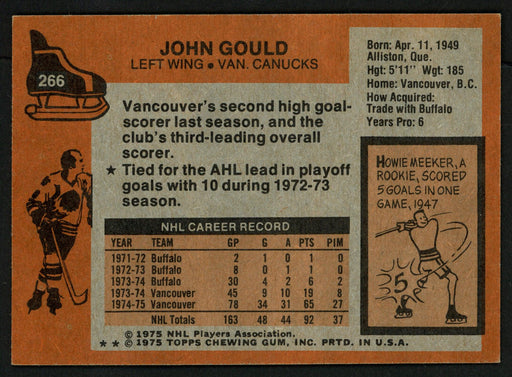 266
JOHN GOULD
LEFT WING • VAN. CANUCKS
Born: Apr. 11, 1949
Alliston, Que.
Hgt: 5'11" Wgt: 185
Home: Vancouver, B.C.
How Acquired:
Trade with Buffalo
Years Pro: 6
Vancouver's second high goal-
scorer last season, and the
club's third-leading overall
scorer.
★ Tied for the AHL lead in playoff
goals with 10 during 1972-73
season.
NHL CAREER RECORD
YEAR TEAM GP G A PTS PIM
1971-72 Buffalo 2 1 0 1 0
1972-73 Buffalo 8 0 1 1 0
1973-74 Buffalo 30 4 2 6 2
1973-74 Vancouver 45 9 10 19 8
1974-75 Vancouver 78 34 31 65 27
NHL Totals 163 48 44 92 37
© 1975 NHL Players Association.
★ ★ © 1975 TOPPS CHEWING GUM, INC. PRTD. IN U.S.A.
HOWIE MEEKER, A
ROOKIE, SCORED
5 GOALS IN ONE
GAME, 1947
5